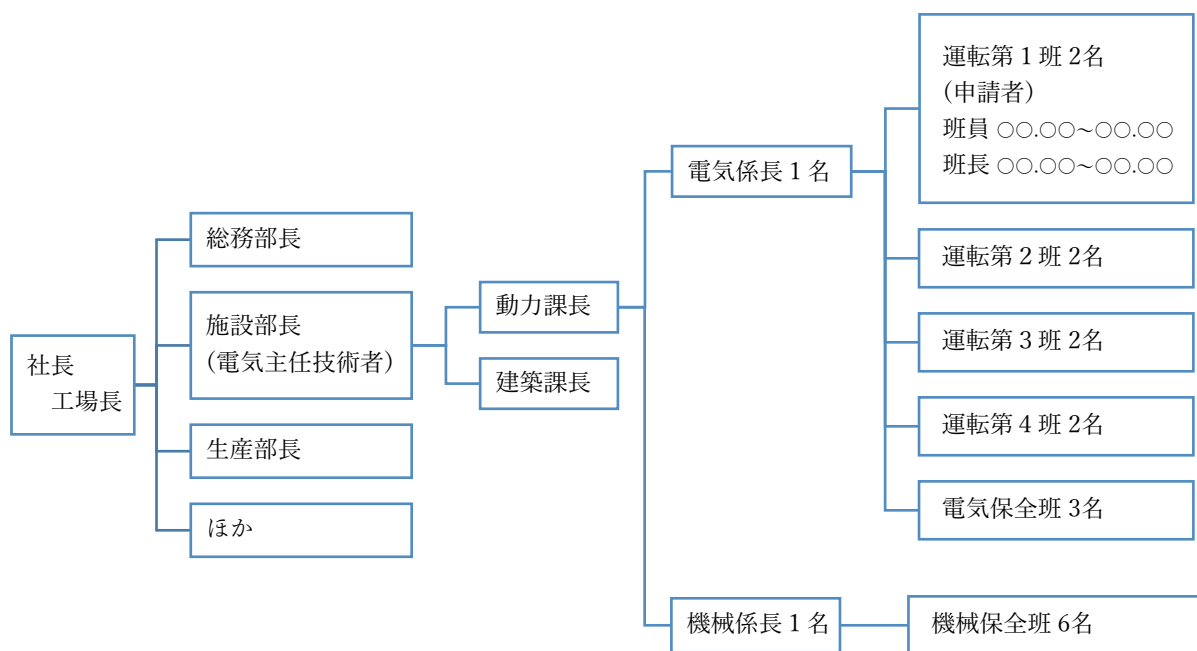 社長
工場長
総務部長
施設部長
(電気主任技術者)
生産部長
ほか
動力課長
建築課長
電気係長 1 名
機械係長 1 名
運転第 1 班 2名
(申請者)
班員 ○○.○○~○○.○○
班長 ○○.○○~○○.○○
運転第 2 班 2名
運転第 3 班 2名
運転第 4 班 2名
電気保全班 3名
機械保全班 6名